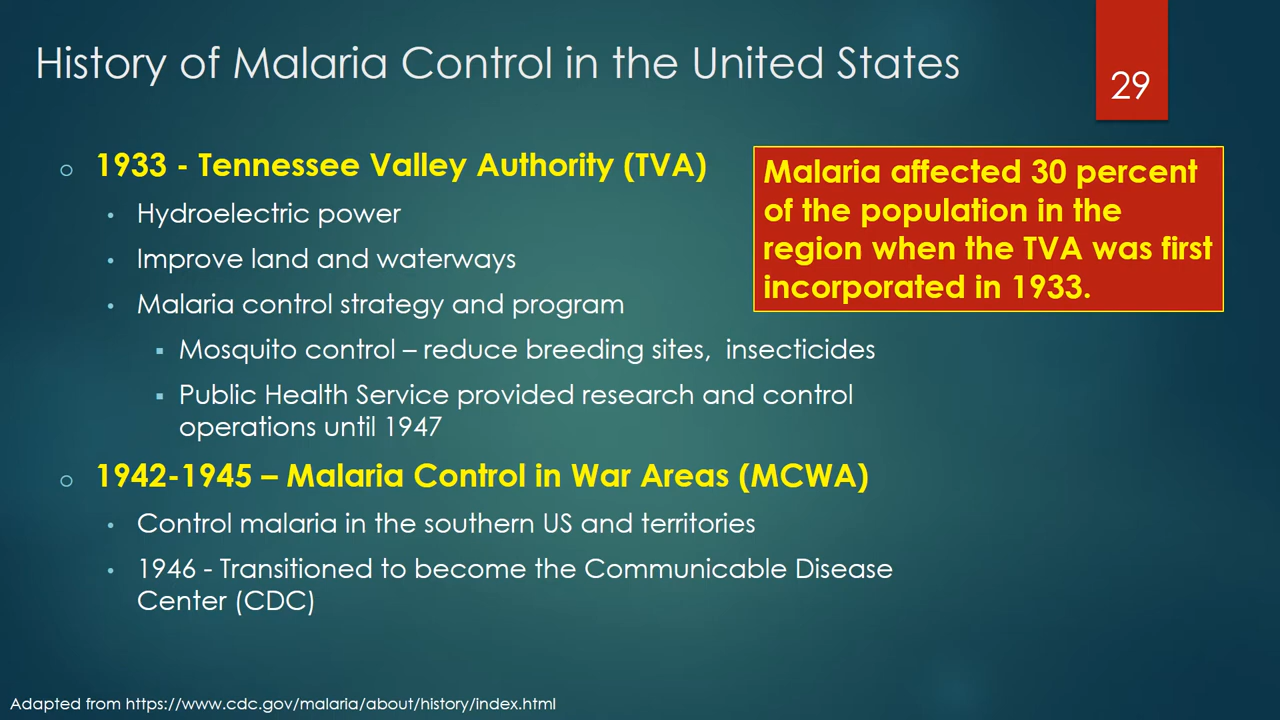 History of Malaria Control in the United States
29
o 1933 - Tennessee Valley Authority (TVA)
• Hydroelectric power
• Improve land and waterways
• Malaria control strategy and program
▪ Mosquito control – reduce breeding sites, insecticides
▪ Public Health Service provided research and control
operations until 1947
o 1942-1945 – Malaria Control in War Areas (MCWA)
• Control malaria in the southern US and territories
• 1946 - Transitioned to become the Communicable Disease
Center (CDC)
Malaria affected 30 percent
of the population in the
region when the TVA was first
incorporated in 1933.
Adapted from https://www.cdc.gov/malaria/about/history/index.html